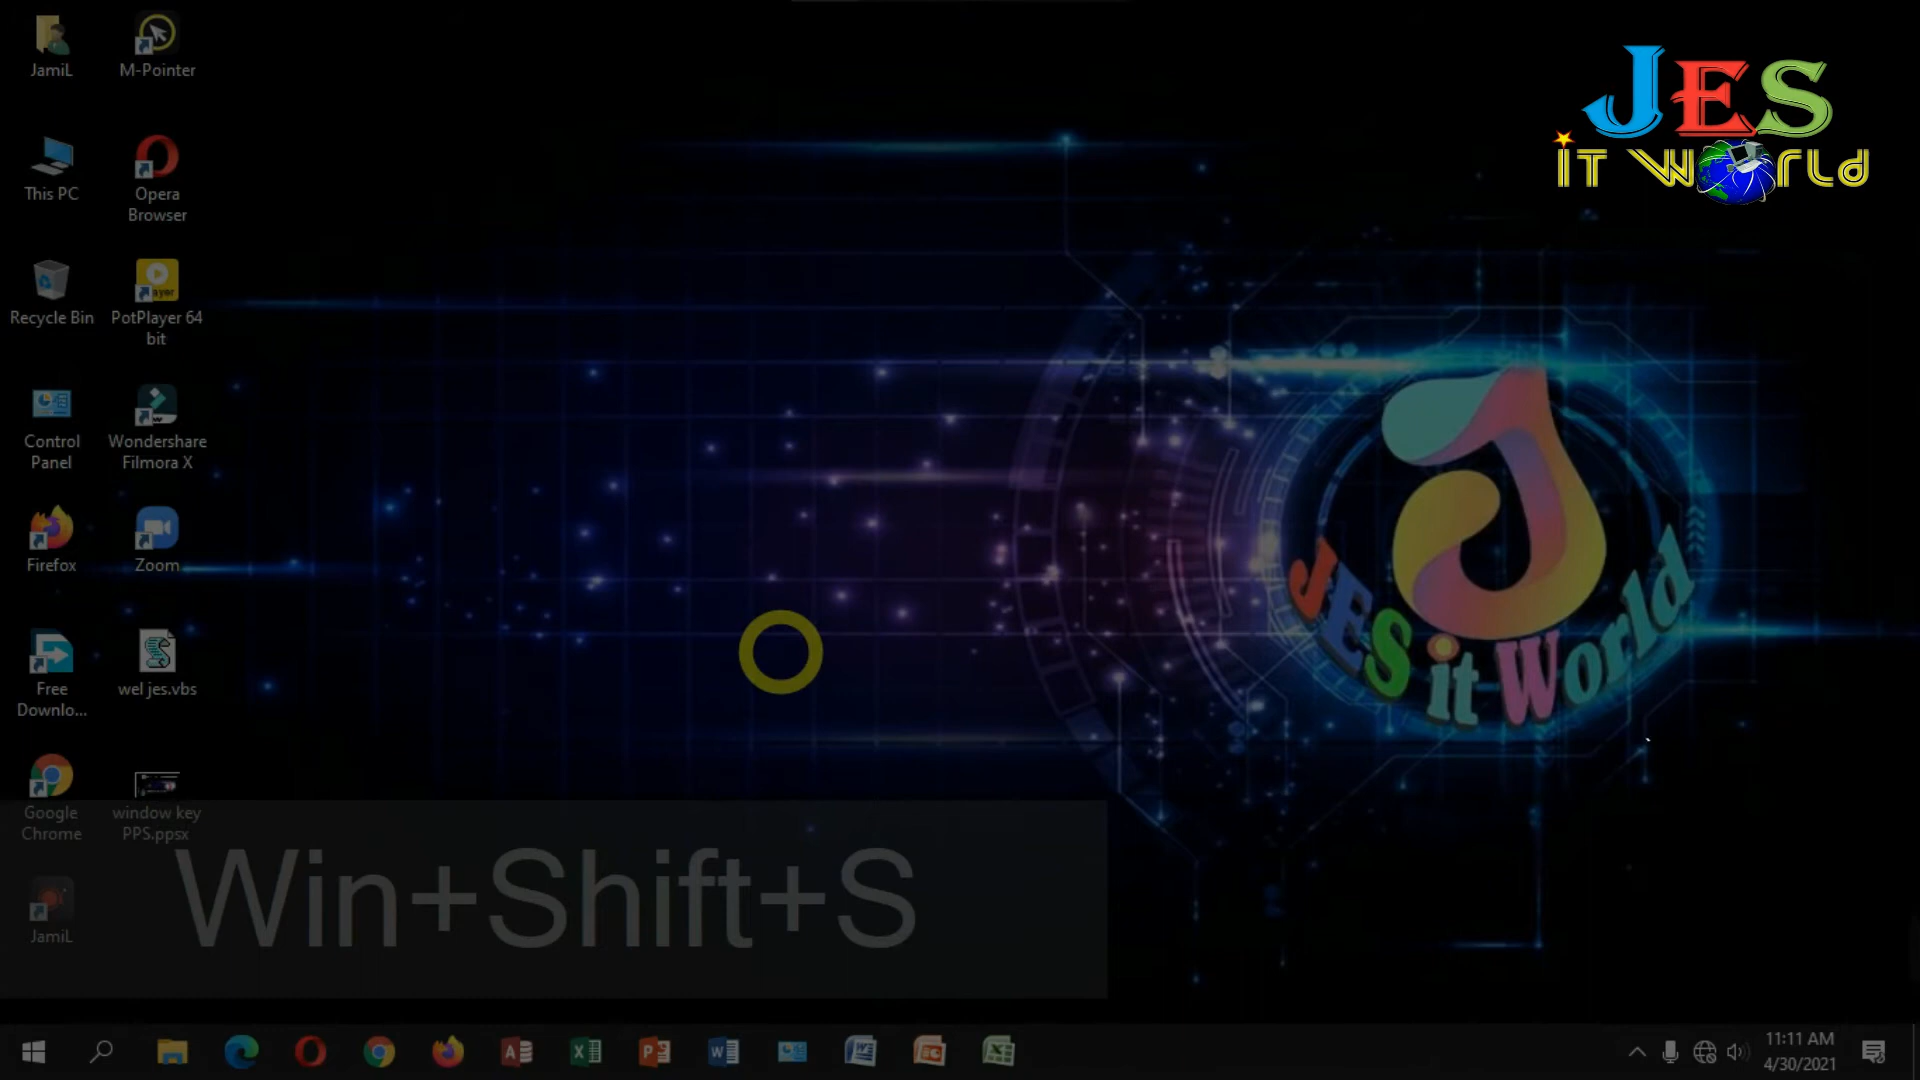 JamiL
M-Pointer
JES
iT WoRLd
This PC
Opera
Browser
Recycle Bin
PotPlayer 64
bit
Control
Panel
Wondershare
Filmora X
Firefox
Zoom
JES it World
Free
Downlo...
wel jes.vbs
Google
Chrome
window key
PPS.ppsx
JamiL
Win+Shift+S
11:11 AM
4/30/2021